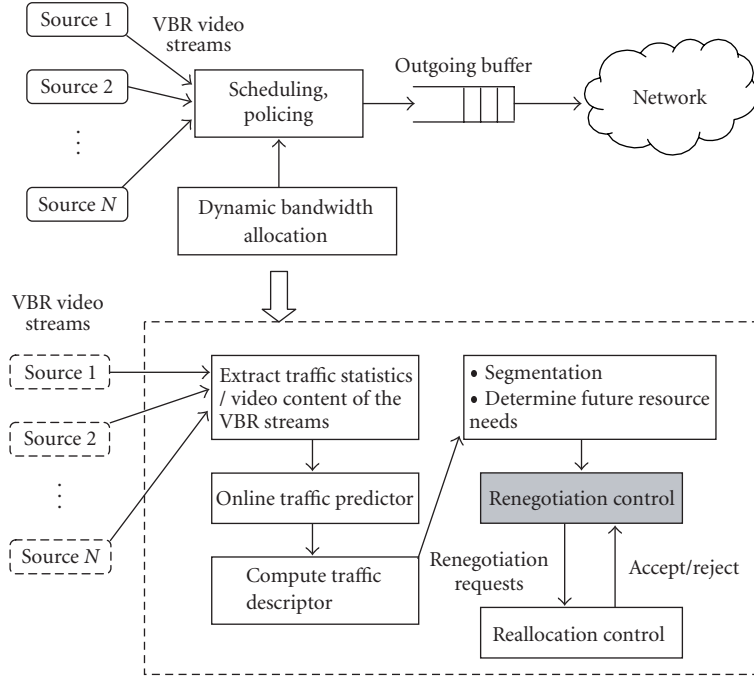 Source 1
VBR video
streams
Source 2
⋮
Source N
Scheduling,
policing
Outgoing buffer
Network
Dynamic bandwidth
allocation
VBR video
streams
Source 1
Source 2
⋮
Source N
Extract traffic statistics
/ video content of the
VBR streams
Online traffic predictor
Compute traffic
descriptor
• Segmentation
• Determine future resource
needs
Renegotiation control
Renegotiation
requests
Accept/reject
Reallocation control